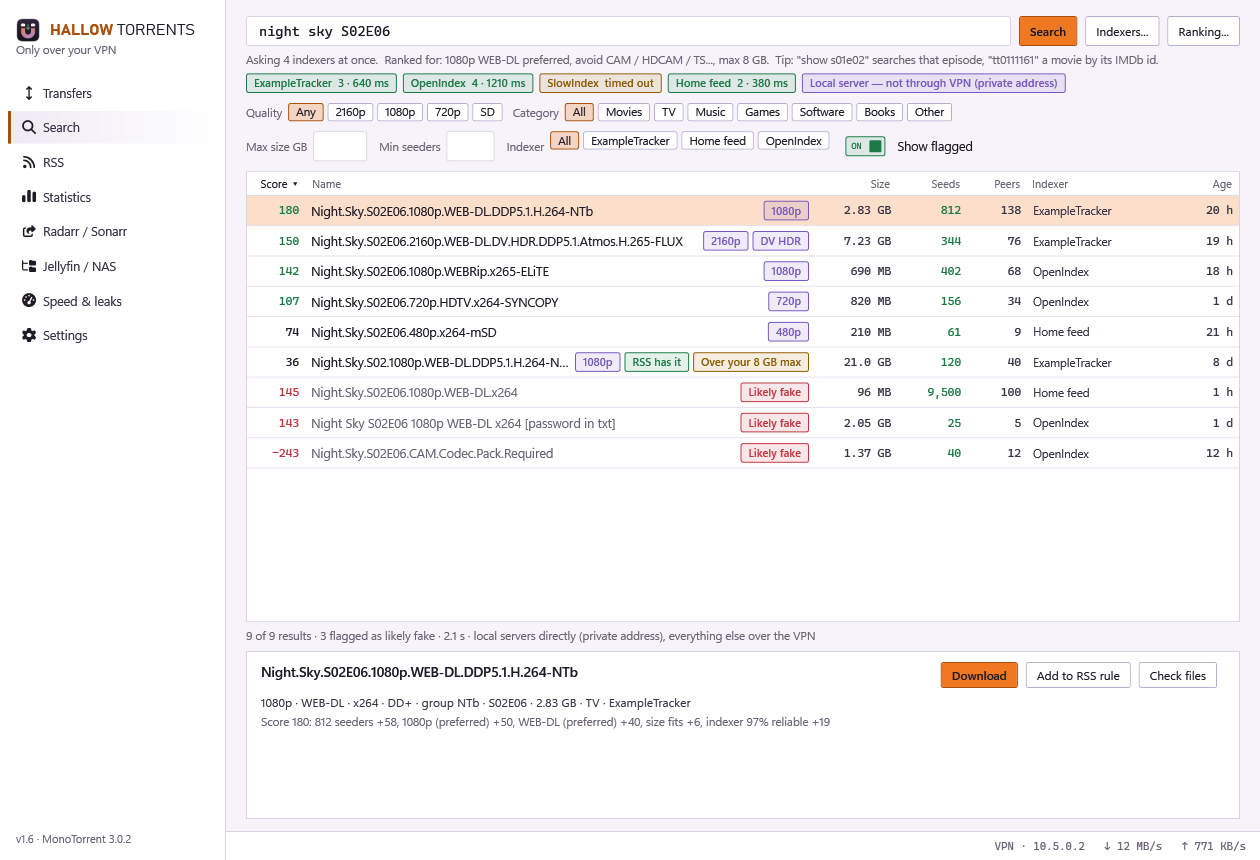 HALLOW TORRENTS
Only over your VPN
Transfers
Search
RSS
Statistics
Radarr / Sonarr
Jellyfin / NAS
Speed & leaks
Settings
v1.6 · MonoTorrent 3.0.2
night sky S02E06
Search
Indexers...
Ranking...
Asking 4 indexers at once. Ranked for: 1080p WEB-DL preferred, avoid CAM / HDCAM / TS..., max 8 GB. Tip: "show s01e02" searches that episode, "tt0111161" a movie by its IMDb id.
ExampleTracker 3 · 640 ms
OpenIndex 4 · 1210 ms
SlowIndex timed out
Home feed 2 · 380 ms
Local server — not through VPN (private address)
Quality Any 2160p 1080p 720p SD Category All Movies TV Music Games Software Books Other
Max size GB Min seeders Indexer All ExampleTracker Home feed OpenIndex ON Show flagged
Score ▾ Name Size Seeds Peers Indexer Age
180 Night.Sky.S02E06.1080p.WEB-DL.DDP5.1.H.264-NTb 1080p 2.83 GB 812 138 ExampleTracker 20 h
150 Night.Sky.S02E06.2160p.WEB-DL.DV.HDR.DDP5.1.Atmos.H.265-FLUX 2160p DV HDR 7.23 GB 344 76 ExampleTracker 19 h
142 Night.Sky.S02E06.1080p.WEBRip.x265-ELiTE 1080p 690 MB 402 68 OpenIndex 18 h
107 Night.Sky.S02E06.720p.HDTV.x264-SYNCOPY 720p 820 MB 156 34 OpenIndex 1 d
74 Night.Sky.S02E06.480p.x264-mSD 480p 210 MB 61 9 Home feed 21 h
36 Night.Sky.S02.1080p.WEB-DL.DDP5.1.H.264-N... 1080p RSS has it Over your 8 GB max 21.0 GB 120 40 ExampleTracker 8 d
145 Night.Sky.S02E06.1080p.WEB-DL.x264 Likely fake 96 MB 9,500 100 Home feed 1 h
143 Night Sky S02E06 1080p WEB-DL x264 [password in txt] Likely fake 2.05 GB 25 5 OpenIndex 1 d
−243 Night.Sky.S02E06.CAM.Codec.Pack.Required Likely fake 1.37 GB 40 12 OpenIndex 12 h
9 of 9 results · 3 flagged as likely fake · 2.1 s · local servers directly (private address), everything else over the VPN
Night.Sky.S02E06.1080p.WEB-DL.DDP5.1.H.264-NTb
Download
Add to RSS rule
Check files
1080p · WEB-DL · x264 · DD+ · group NTb · S02E06 · 2.83 GB · TV · ExampleTracker
Score 180: 812 seeders +58, 1080p (preferred) +50, WEB-DL (preferred) +40, size fits +6, indexer 97% reliable +19
VPN · 10.5.0.2 ↓ 12 MB/s ↑ 771 KB/s